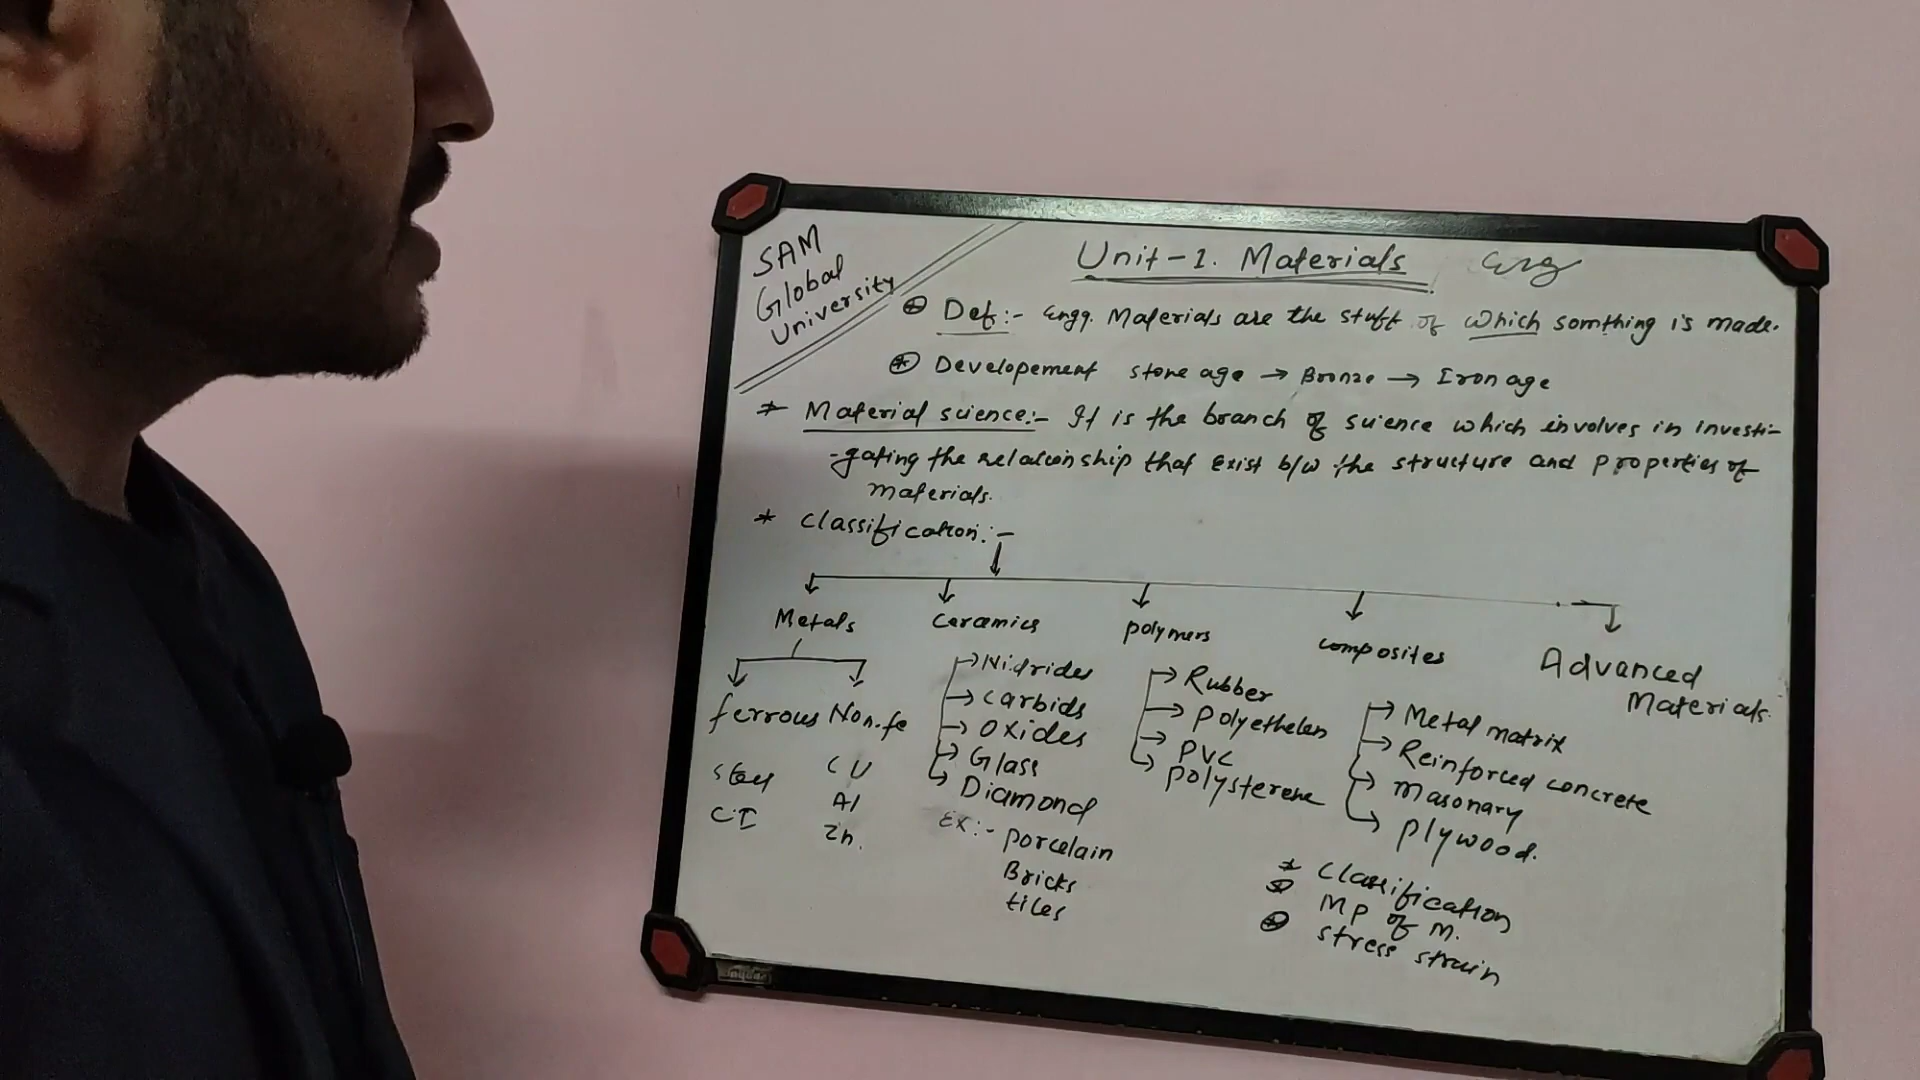 SAM
Global
University
Unit-1. Materials Eng
Def:- Engg. Materials are the stuff of which somthing is made.
Developement stone age → Bronze → Iron age
* Material science:- It is the branch of science which involves in investi-
-gating the relationship that exist b/w the structure and properties of
materials.
* classification:-
Metals ceramics polymers composites Advanced
Materials.
ferrous Non.fe
steel CU
CI Al
Zn.
→ Nidrides
→ carbids
→ oxides
→ Glass
→ Diamond
Ex:- porcelain
Bricks
tiles
→ Rubber
→ polyethelen
→ PVC
→ polysterene
→ Metal matrix
→ Reinforced concrete
→ masonary
→ plywood.
* classification
MP of M.
stress strain